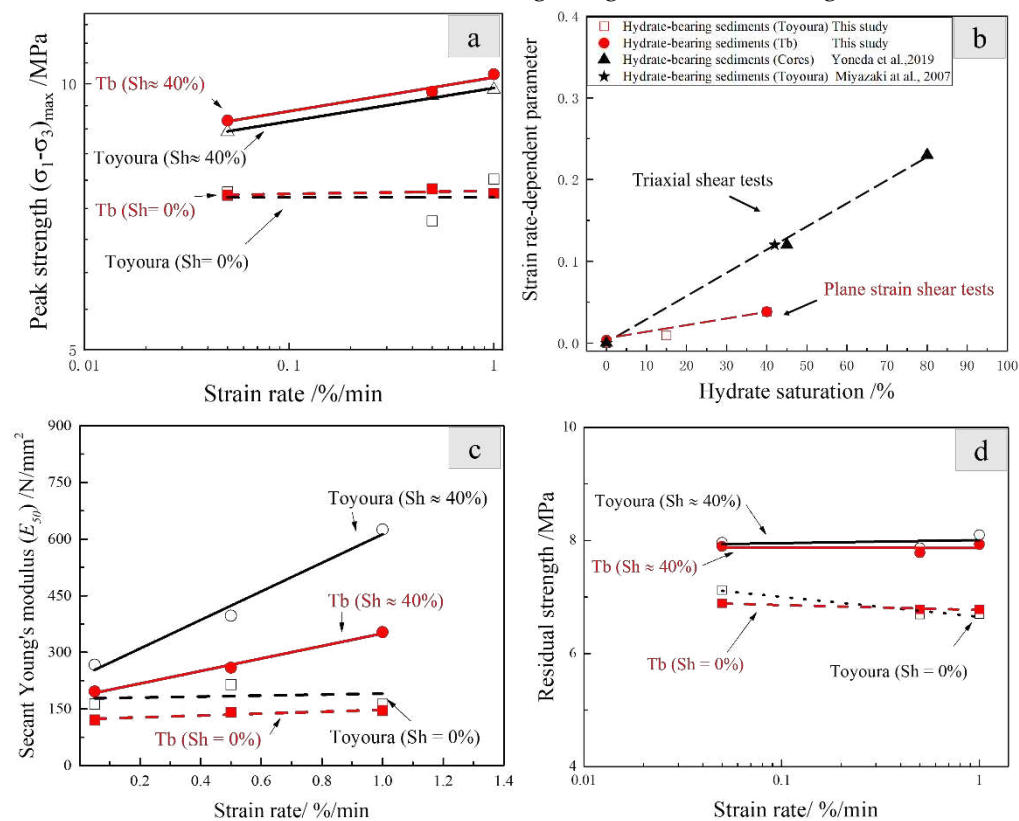 a
Peak strength (σ₁-σ₃)max /MPa
10
5
Tb (Sh≈ 40%)
Toyoura (Sh≈ 40%)
Tb (Sh= 0%)
Toyoura (Sh= 0%)
0.01
0.1
1
Strain rate /%/min
b
Strain rate-dependent parameter
0.4
0.3
0.2
0.1
0.0
Hydrate-bearing sediments (Toyoura) This study
Hydrate-bearing sediments (Tb) This study
Hydrate-bearing sediments (Cores) Yoneda et al.,2019
Hydrate-bearing sediments (Toyoura) Miyazaki at al., 2007
Triaxial shear tests
Plane strain shear tests
0 10 20 30 40 50 60 70 80 90 100
Hydrate saturation /%
c
Secant Young's modulus (E₅₀) /N/mm²
900
750
600
450
300
150
0
Toyoura (Sh ≈ 40%)
Tb (Sh ≈ 40%)
Tb (Sh = 0%)
Toyoura (Sh = 0%)
0.2 0.4 0.6 0.8 1.0 1.2 1.4
Strain rate/ %/min
d
Residual strength /MPa
10
8
6
4
Toyoura (Sh ≈ 40%)
Tb (Sh ≈ 40%)
Tb (Sh = 0%)
Toyoura (Sh = 0%)
0.01
0.1
1
Strain rate/ %/min